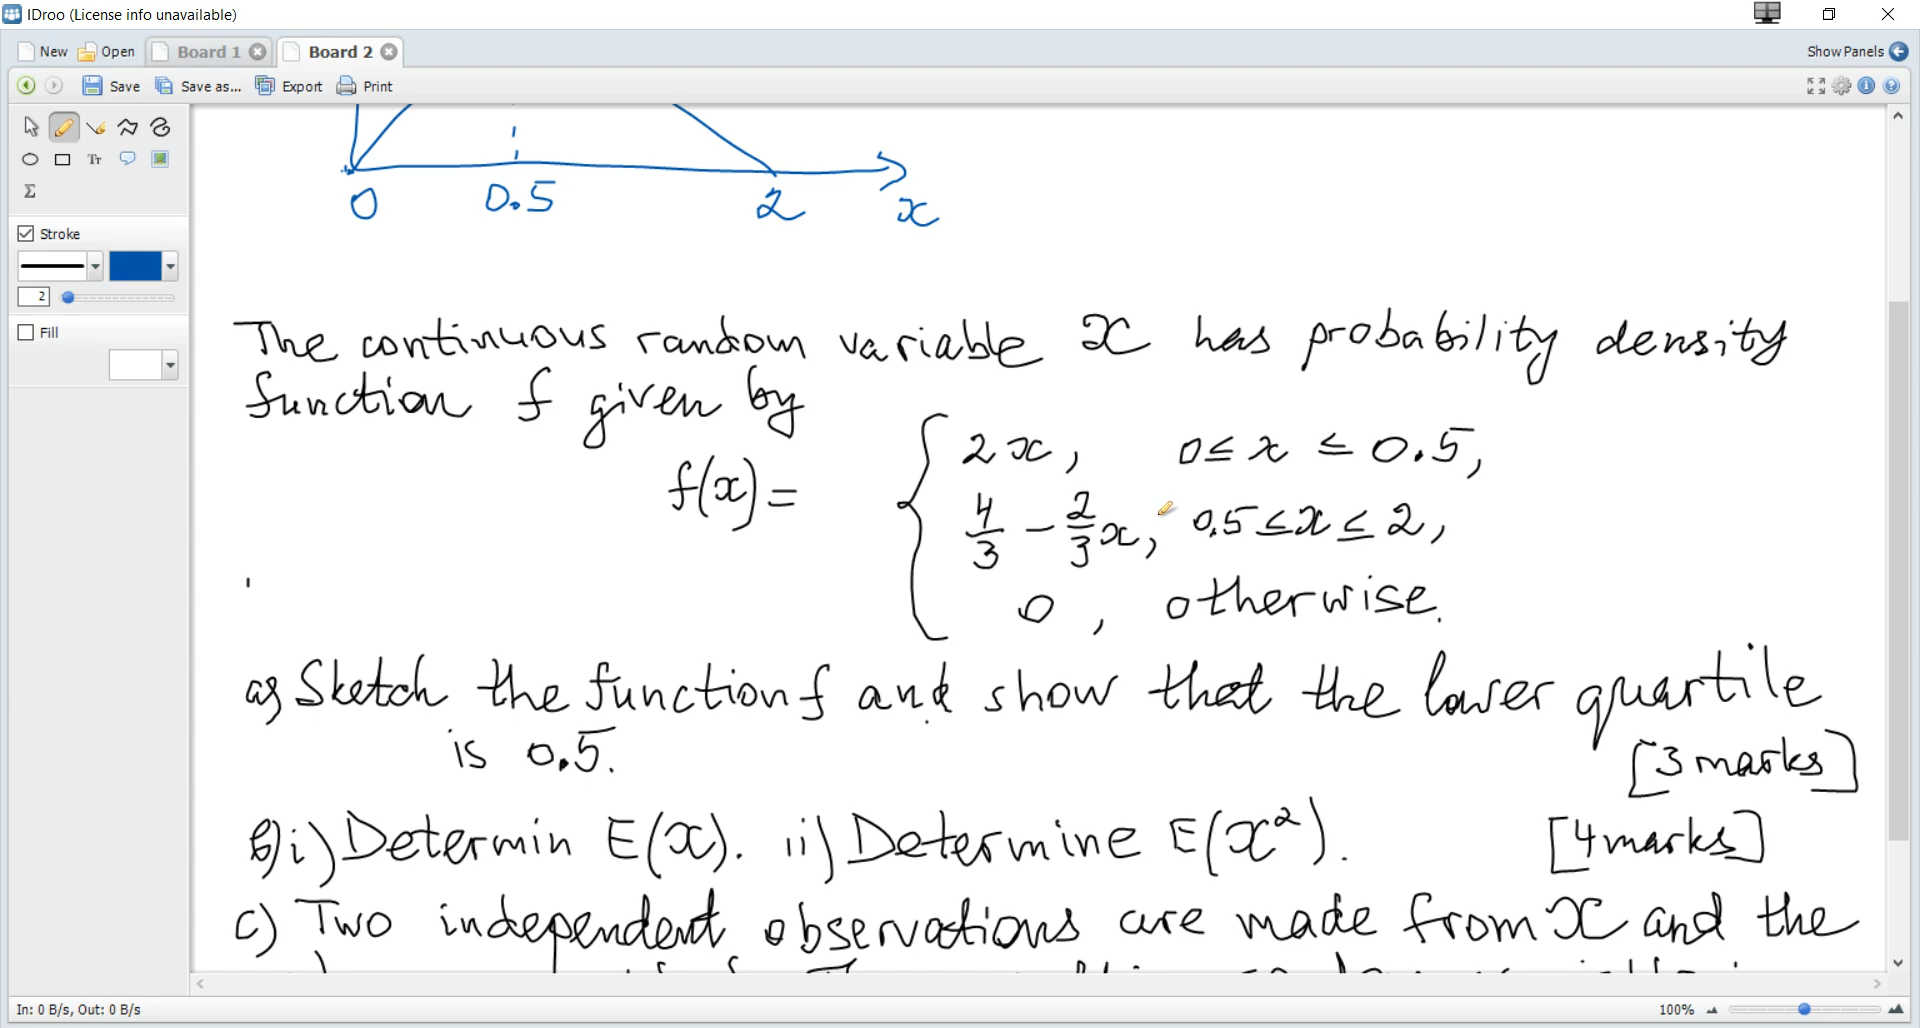 IDroo (License info unavailable)
New Open Board 1 Board 2 Show Panels
Save Save as... Export Print
Tr
Σ
Stroke
2
Fill
0 0.5 2 x
The continuous random variable X has probability density
function f given by
f(x) = { 2x, 0 ≤ x ≤ 0.5,
4/3 - 2/3 x, 0.5 ≤ x ≤ 2,
0, otherwise.
a) Sketch the function f and show that the lower quartile
is 0.5.
[3 marks]
b) i) Determin E(X). ii) Determine E(X²). [4 marks]
c) Two independent observations are made from X and the
In: 0 B/s, Out: 0 B/s 100%